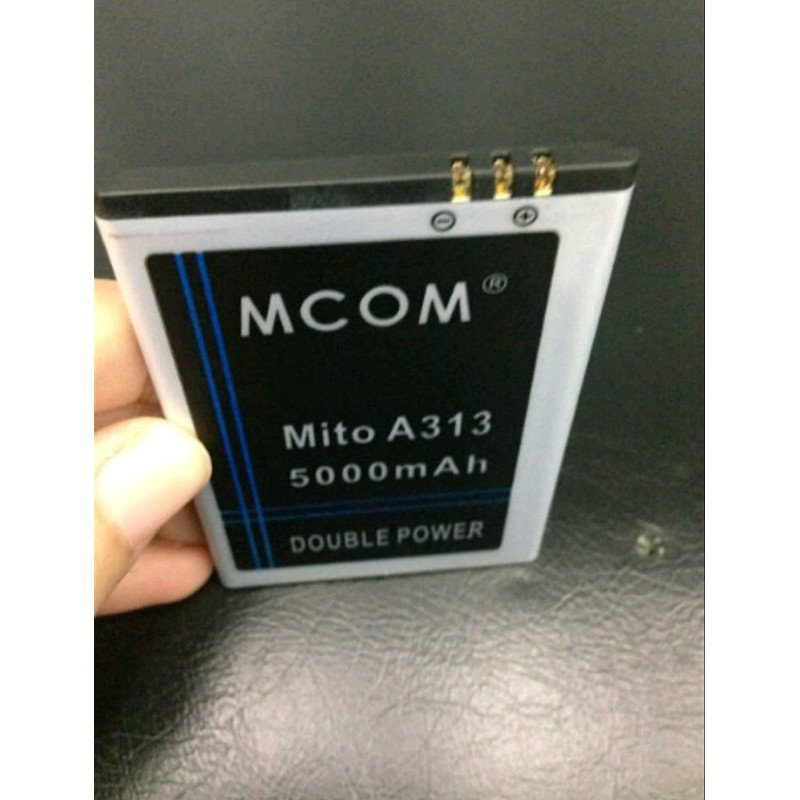 ⊖ ⊕
MCOM®
Mito A313
5000mAh
DOUBLE POWER